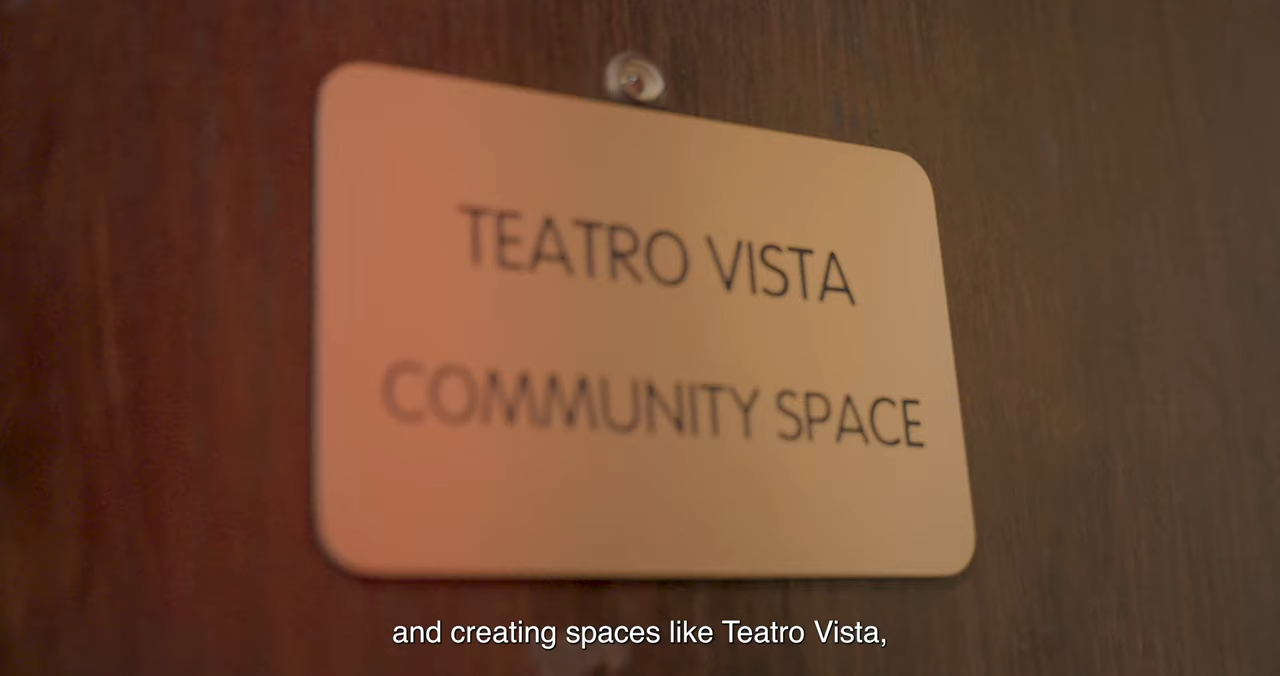 TEATRO VISTA
COMMUNITY SPACE
and creating spaces like Teatro Vista,